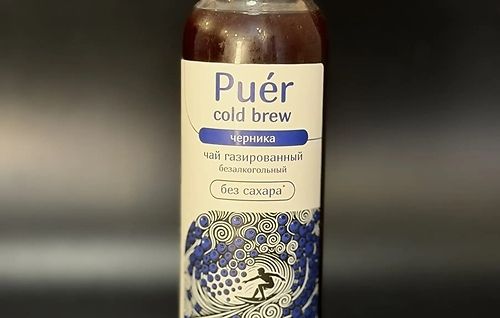 Puér
cold brew
черника
чай газированный
безалкогольный
без сахара*